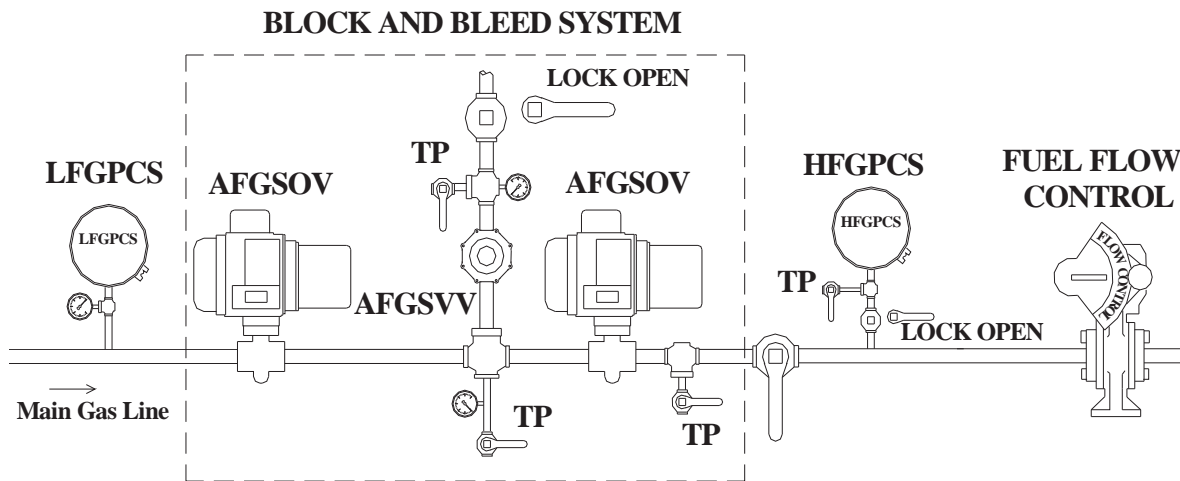 BLOCK AND BLEED SYSTEM
LOCK OPEN
TP
LFGPCS
AFGSOV
AFGSOV
HFGPCS
FUEL FLOW
CONTROL
LFGPCS
HFGPCS
FLOW CONTROL
TP
AFGSVV
LOCK OPEN
Main Gas Line
TP
TP